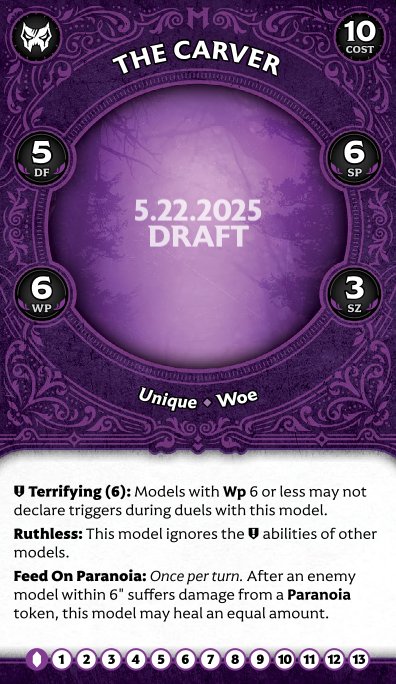 M
10
COST
THE CARVER
5
DF
6
SP
5.22.2025
DRAFT
6
WP
3
SZ
Unique ◆ Woe
Terrifying (6): Models with Wp 6 or less may not
declare triggers during duels with this model.
Ruthless: This model ignores the abilities of other
models.
Feed On Paranoia: Once per turn. After an enemy
model within 6" suffers damage from a Paranoia
token, this model may heal an equal amount.
1 2 3 4 5 6 7 8 9 10 11 12 13